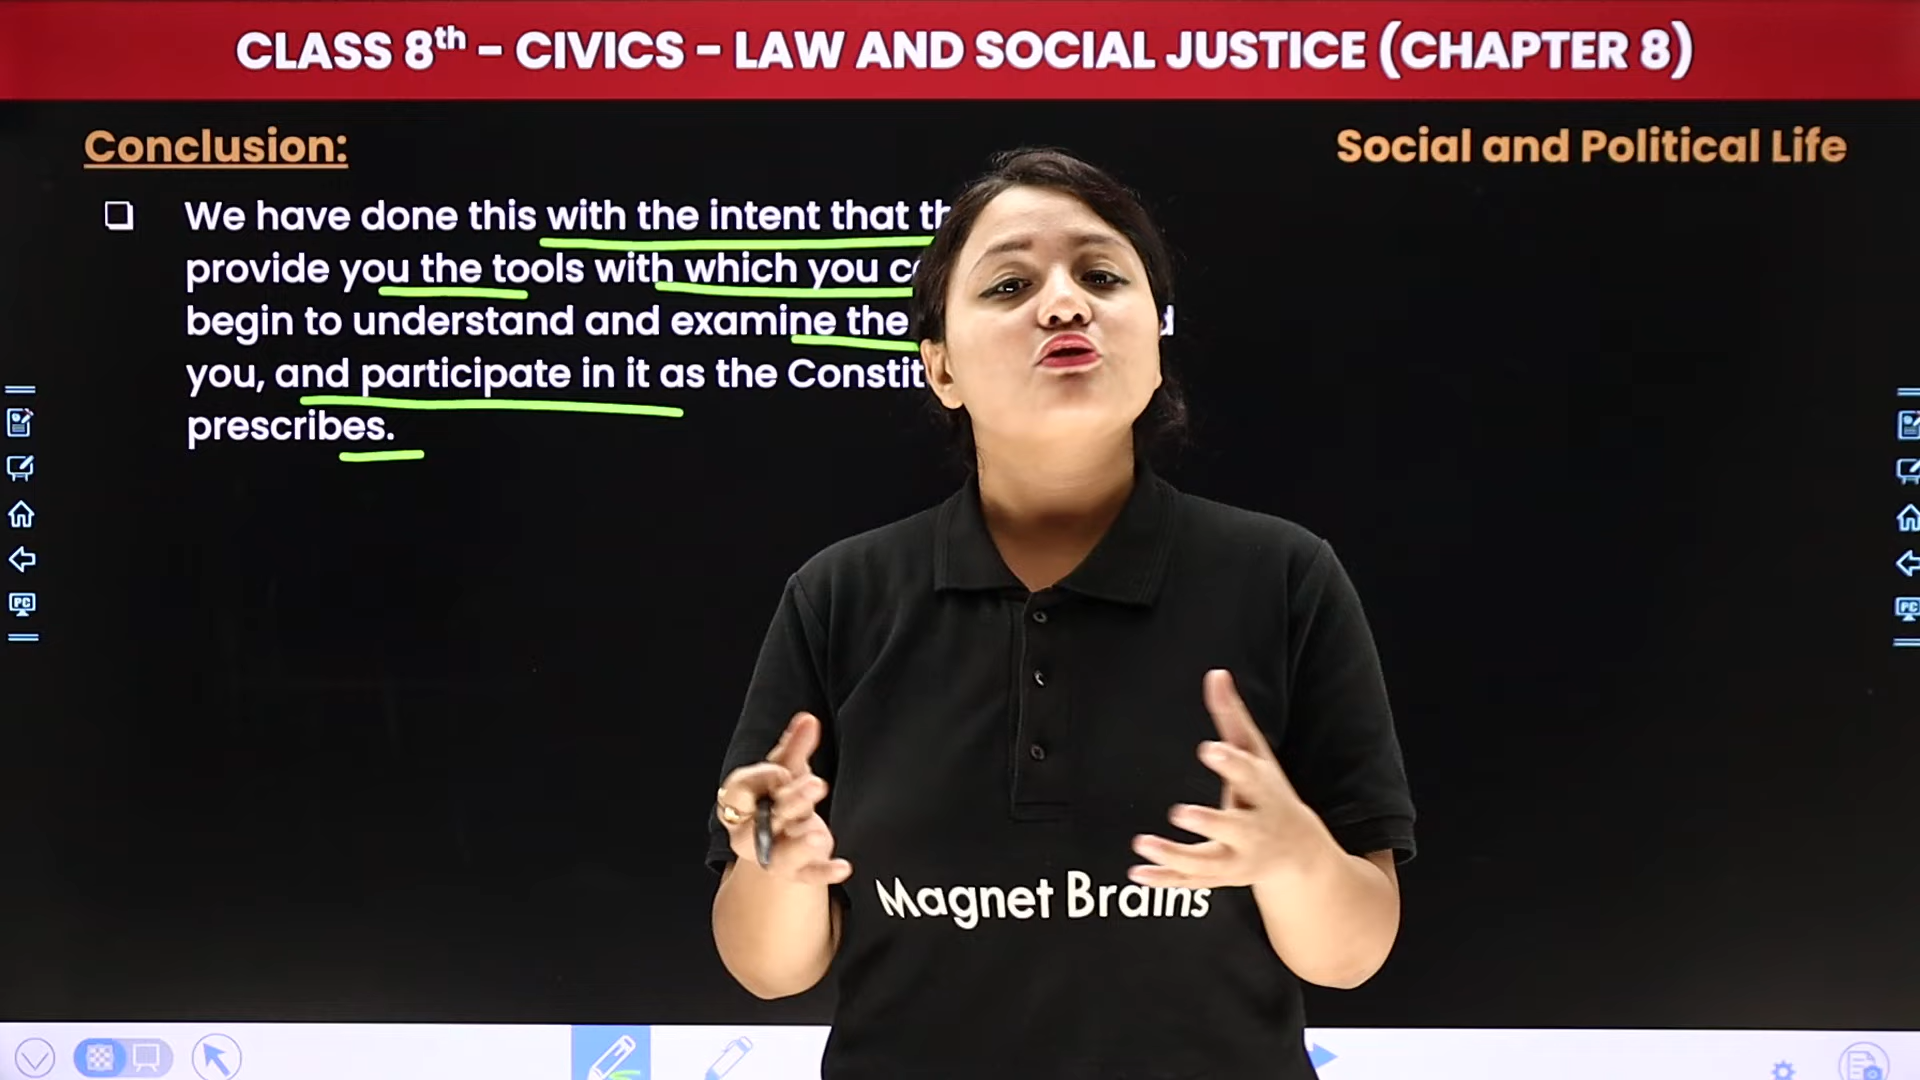 CLASS 8th – CIVICS – LAW AND SOCIAL JUSTICE (CHAPTER 8)
Conclusion:
Social and Political Life
We have done this with the intent that
provide you the tools with which you
begin to understand and examine the
you, and participate in it as the
prescribes.
PC
PC
Magnet Brains